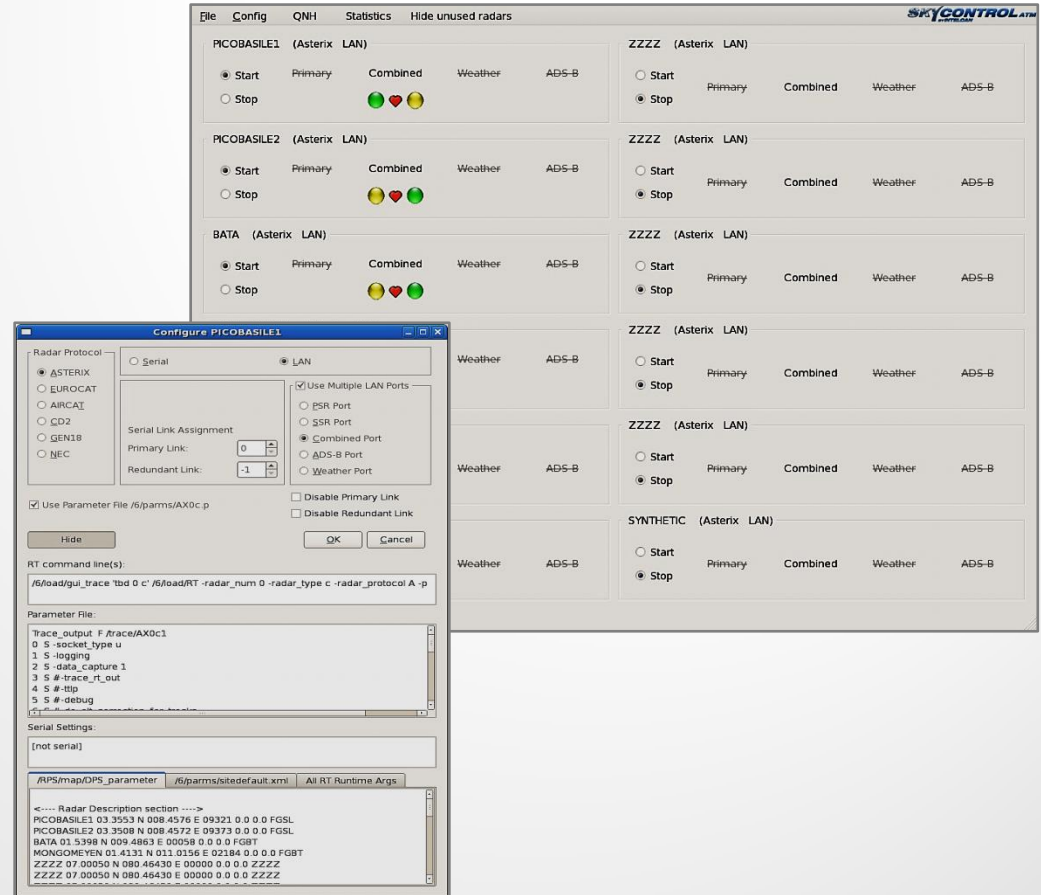 File Config QNH Statistics Hide unused radars SKYCONTROL ATM
BY INTELCAN
PICOBASILE1 (Asterix LAN)
Start Primary Combined Weather ADS-B
Stop
ZZZZ (Asterix LAN)
Start
Primary Combined Weather ADS-B
Stop
PICOBASILE2 (Asterix LAN)
Start Primary Combined Weather ADS-B
Stop
ZZZZ (Asterix LAN)
Start
Primary Combined Weather ADS-B
Stop
BATA (Asterix LAN)
Start Primary Combined Weather ADS-B
Stop
ZZZZ (Asterix LAN)
Start
Primary Combined Weather ADS-B
Stop
Weather ADS-B
ZZZZ (Asterix LAN)
Start
Primary Combined Weather ADS-B
Stop
Weather ADS-B
ZZZZ (Asterix LAN)
Start
Primary Combined Weather ADS-B
Stop
Weather ADS-B
SYNTHETIC (Asterix LAN)
Start
Primary Combined Weather ADS-B
Stop
Configure PICOBASILE1
Radar Protocol
ASTERIX
EUROCAT
AIRCAT
CD2
GEN18
NEC
Serial LAN
Serial Link Assignment
Primary Link: 0
Redundant Link: -1
Use Multiple LAN Ports
PSR Port
SSR Port
Combined Port
ADS-B Port
Weather Port
Use Parameter File /6/parms/AX0c.p
Disable Primary Link
Disable Redundant Link
Hide OK Cancel
RT command line(s):
/6/load/gui_trace 'tbd 0 c' /6/load/RT -radar_num 0 -radar_type c -radar_protocol A -p
Parameter File:
Trace_output F /trace/AX0c1
0 S -socket_type u
1 S -logging
2 S -data_capture 1
3 S #-trace_rt_out
4 S #-ttlp
5 S #-debug
Serial Settings:
[not serial]
/RPS/map/DPS_parameter /6/parms/sitedefault.xml All RT Runtime Args
<---- Radar Description section ---->
PICOBASILE1 03.3553 N 008.4576 E 09321 0.0 0.0 FGSL
PICOBASILE2 03.3508 N 008.4572 E 09373 0.0 0.0 FGSL
BATA 01.5398 N 009.4863 E 00058 0.0 0.0 FGBT
MONGOMEYEN 01.4131 N 011.0156 E 02184 0.0 0.0 FGBT
ZZZZ 07.00050 N 080.46430 E 00000 0.0 0.0 ZZZZ
ZZZZ 07.00050 N 080.46430 E 00000 0.0 0.0 ZZZZ